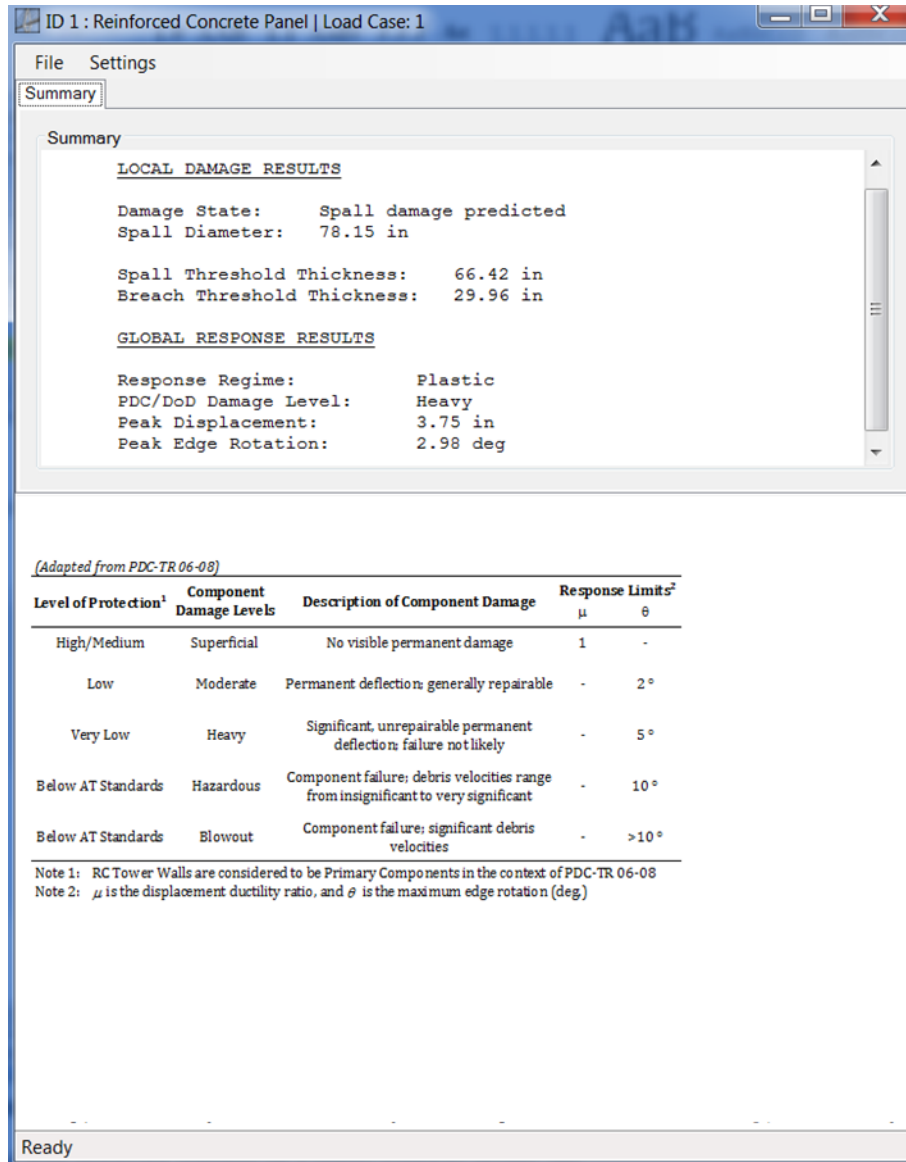 ID 1 : Reinforced Concrete Panel | Load Case: 1
File Settings
Summary
Summary
LOCAL DAMAGE RESULTS
Damage State: Spall damage predicted
Spall Diameter: 78.15 in
Spall Threshold Thickness: 66.42 in
Breach Threshold Thickness: 29.96 in
GLOBAL RESPONSE RESULTS
Response Regime: Plastic
PDC/DoD Damage Level: Heavy
Peak Displacement: 3.75 in
Peak Edge Rotation: 2.98 deg
(Adapted from PDC-TR 06-08)
Level of Protection¹ Component Damage Levels Description of Component Damage Response Limits²
μ θ
High/Medium Superficial No visible permanent damage 1 -
Low Moderate Permanent deflection; generally repairable - 2 °
Very Low Heavy Significant, unrepairable permanent deflection; failure not likely - 5 °
Below AT Standards Hazardous Component failure; debris velocities range from insignificant to very significant - 10 °
Below AT Standards Blowout Component failure; significant debris velocities - >10 °
Note 1: RC Tower Walls are considered to be Primary Components in the context of PDC-TR 06-08
Note 2: μ is the displacement ductility ratio, and θ is the maximum edge rotation (deg.)
Ready